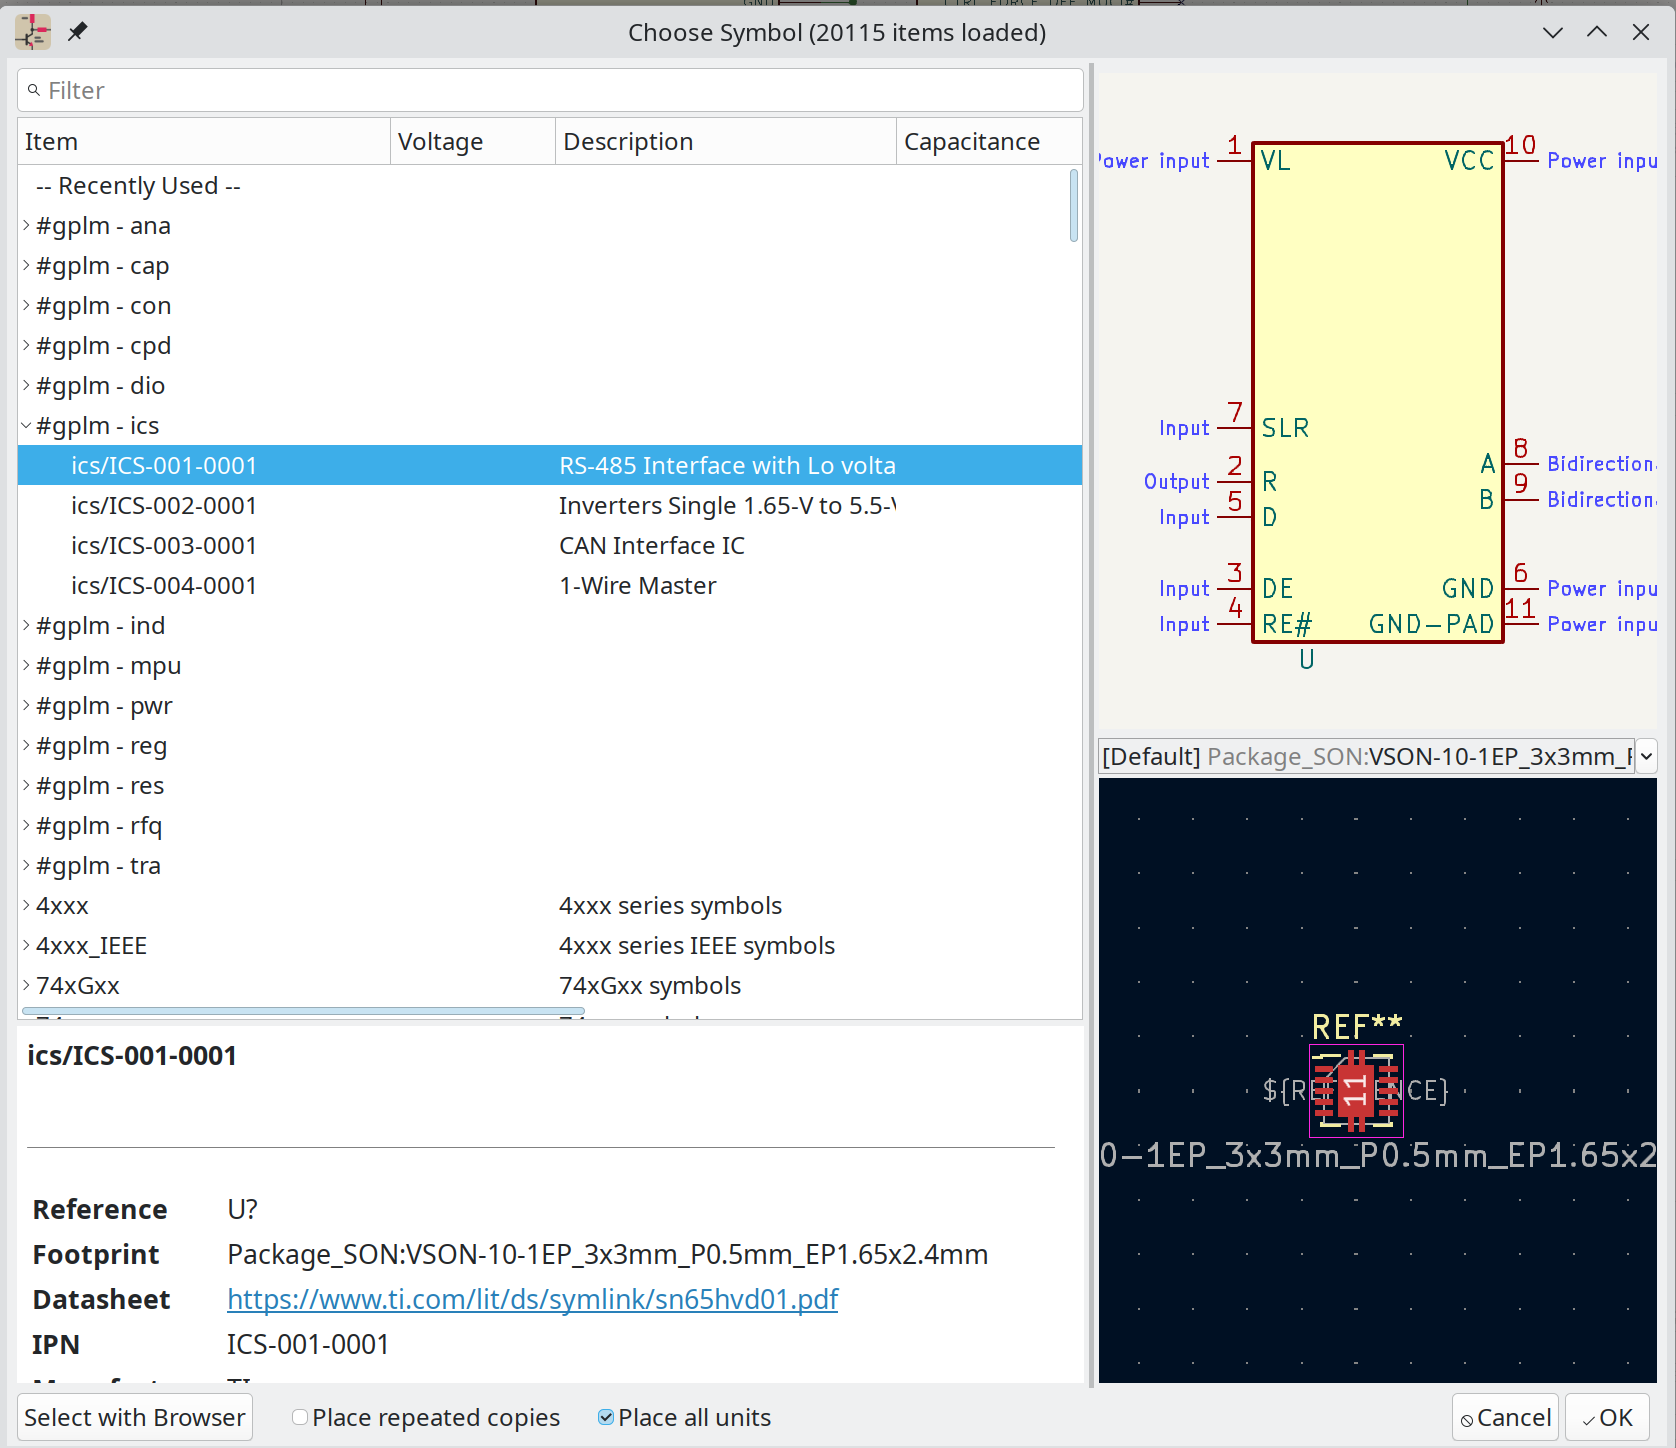 Choose Symbol (20115 items loaded)
Filter
Item Voltage Description Capacitance
-- Recently Used --
#gplm - ana
#gplm - cap
#gplm - con
#gplm - cpd
#gplm - dio
#gplm - ics
ics/ICS-001-0001 RS-485 Interface with Lo volta
ics/ICS-002-0001 Inverters Single 1.65-V to 5.5-V
ics/ICS-003-0001 CAN Interface IC
ics/ICS-004-0001 1-Wire Master
#gplm - ind
#gplm - mpu
#gplm - pwr
#gplm - reg
#gplm - res
#gplm - rfq
#gplm - tra
4xxx 4xxx series symbols
4xxx_IEEE 4xxx series IEEE symbols
74xGxx 74xGxx symbols
ics/ICS-001-0001
Reference U?
Footprint Package_SON:VSON-10-1EP_3x3mm_P0.5mm_EP1.65x2.4mm
Datasheet https://www.ti.com/lit/ds/symlink/sn65hvd01.pdf
IPN ICS-001-0001
Select with Browser Place repeated copies Place all units
Power input 1 VL VCC 10 Power inpu
Input 7 SLR
A 8 Bidirection
Output 2 R
B 9 Bidirection
Input 5 D
Input 3 DE GND 6 Power inpu
Input 4 RE# GND-PAD 11 Power inpu
U
[Default] Package_SON:VSON-10-1EP_3x3mm_P
REF**
11
0-1EP_3x3mm_P0.5mm_EP1.65x2
Cancel OK